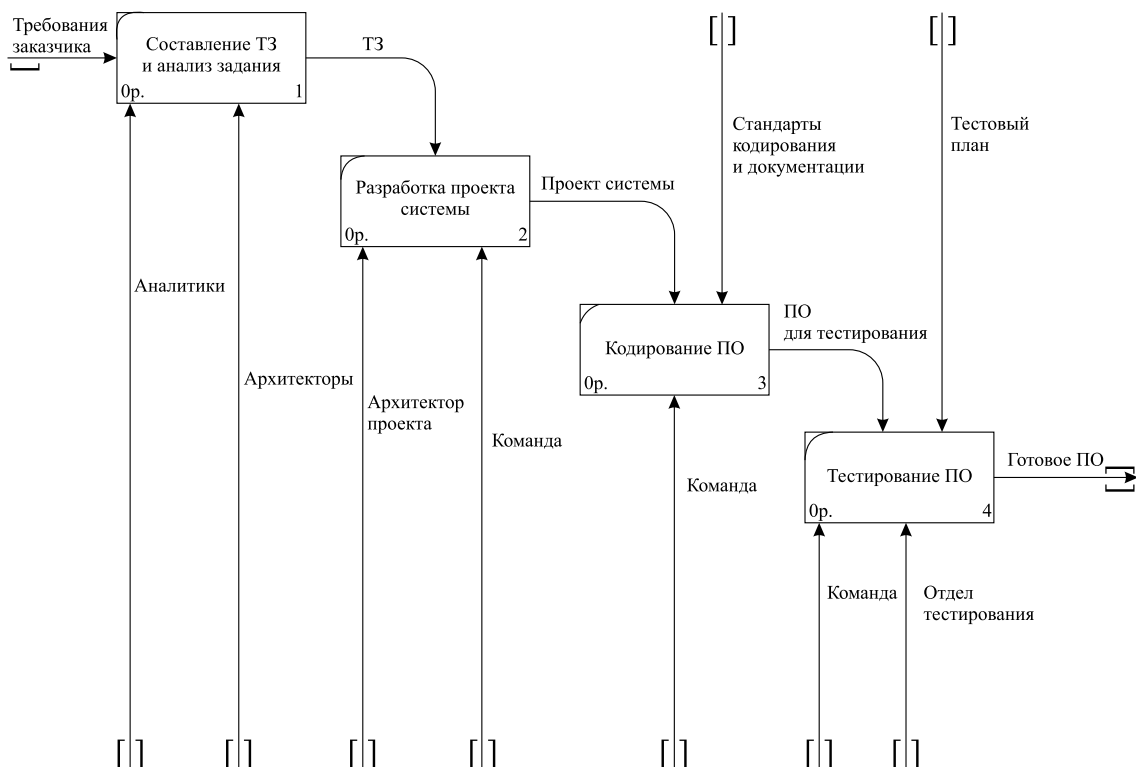 Требования
заказчика
Составление ТЗ
и анализ задания
0р.
1
ТЗ
Стандарты
кодирования
и документации
Тестовый
план
Разработка проекта
системы
0р.
2
Проект системы
Аналитики
ПО
для тестирования
Кодирование ПО
0р.
3
Архитекторы
Архитектор
проекта
Команда
Команда
Тестирование ПО
0р.
4
Готовое ПО
Команда
Отдел
тестирования